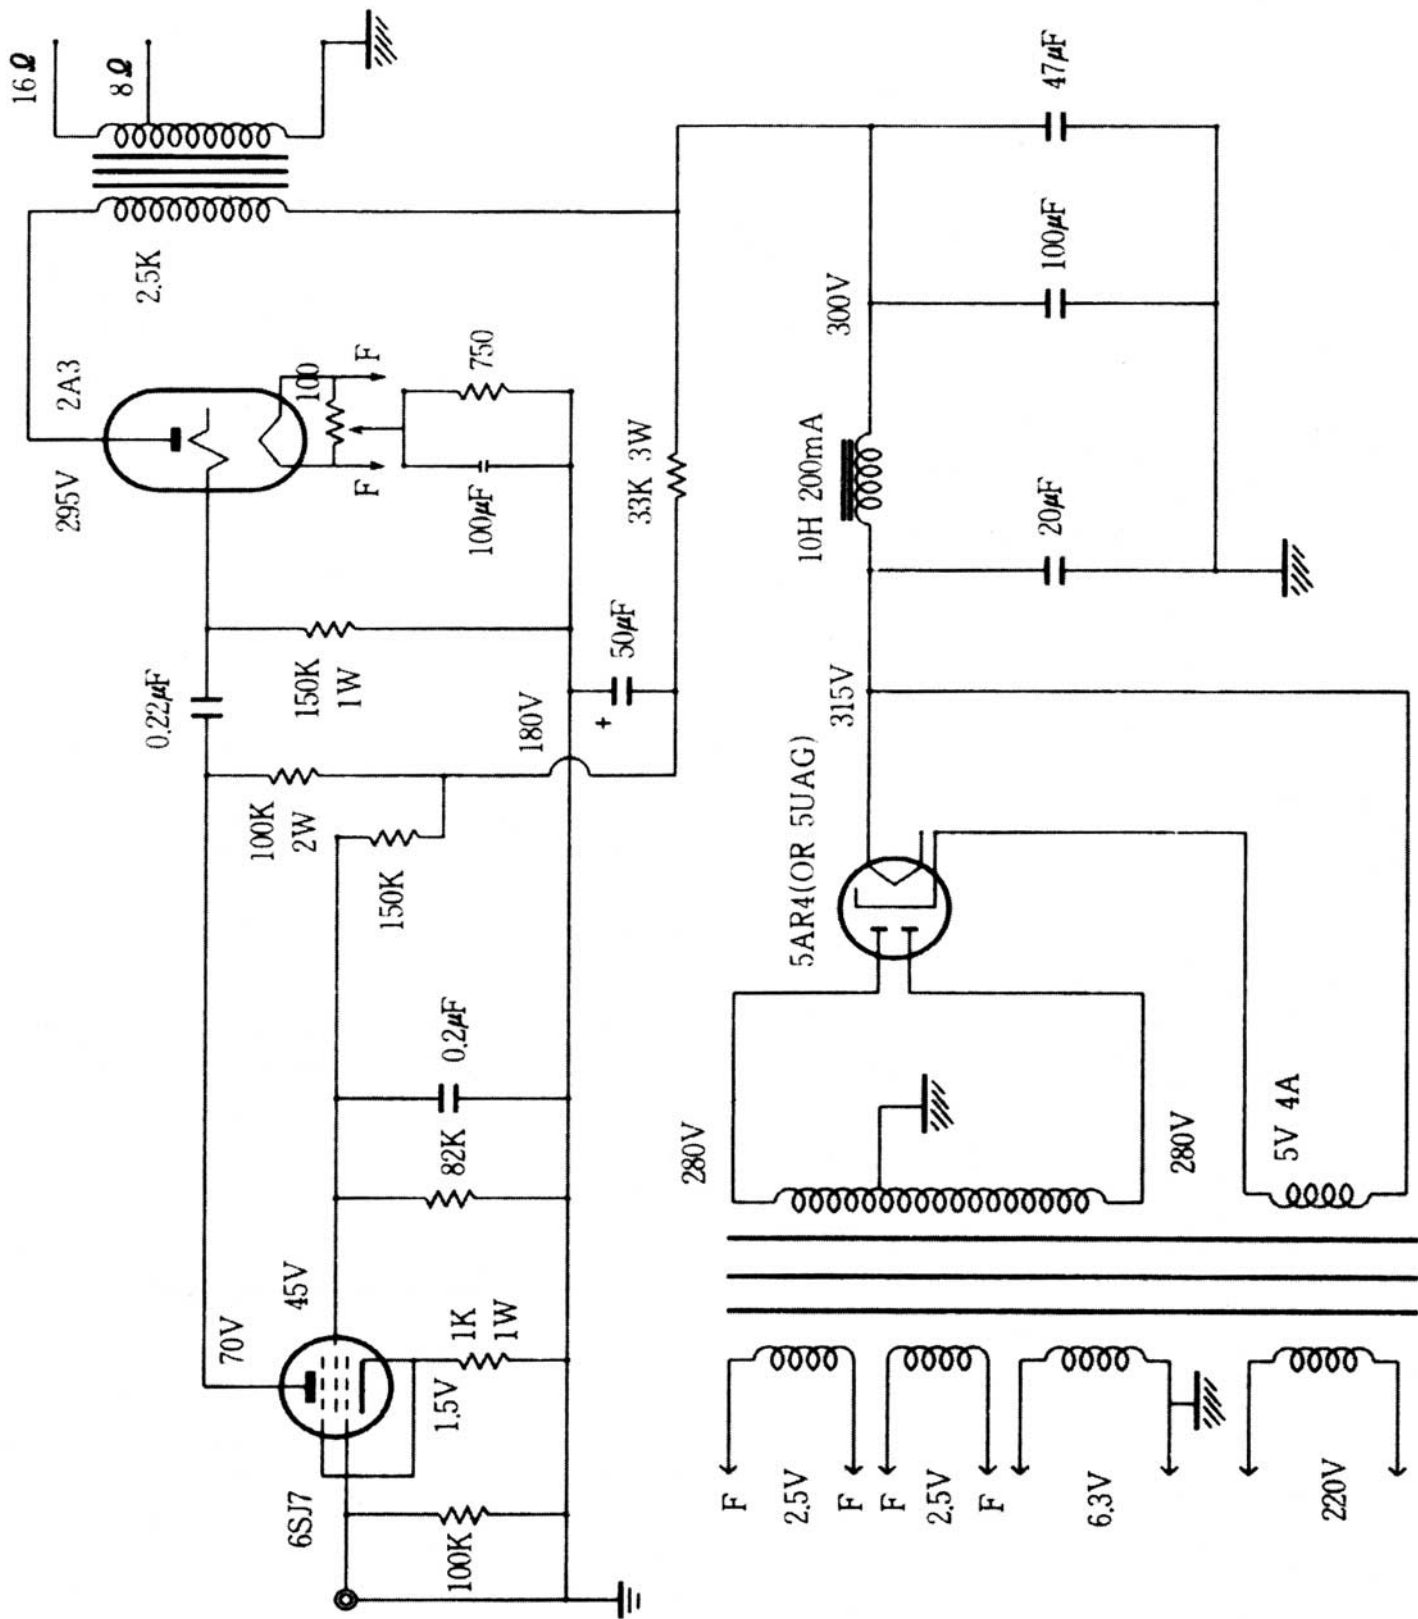 6SJ7
70V
45V
1.5V
1K
1W
100K
82K
0.2μF
150K
100K
2W
0.22μF
150K
1W
180V
50μF
+
295V
2A3
F
100
F
100μF
750
33K 3W
2.5K
16Ω
8Ω
F
2.5V
F
F
2.5V
F
6.3V
220V
280V
280V
5V 4A
5AR4(OR 5UAG)
315V
10H 200mA
300V
20μF
100μF
47μF